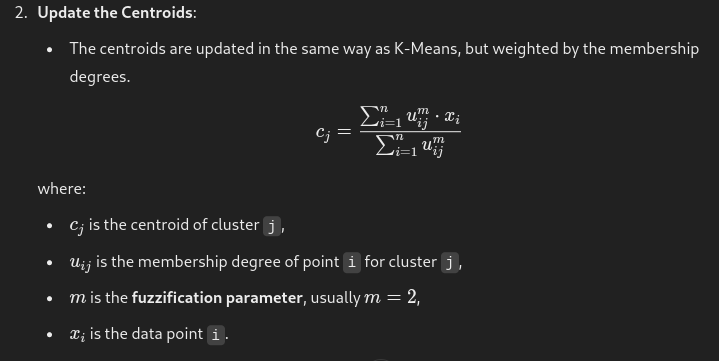 2. Update the Centroids:
• The centroids are updated in the same way as K-Means, but weighted by the membership
degrees.
c_j = \frac{\sum_{i=1}^{n} u_{ij}^{m} \cdot x_i}{\sum_{i=1}^{n} u_{ij}^{m}}
where:
• c_j is the centroid of cluster j,
• u_{ij} is the membership degree of point i for cluster j,
• m is the fuzzification parameter, usually m = 2,
• x_i is the data point i.